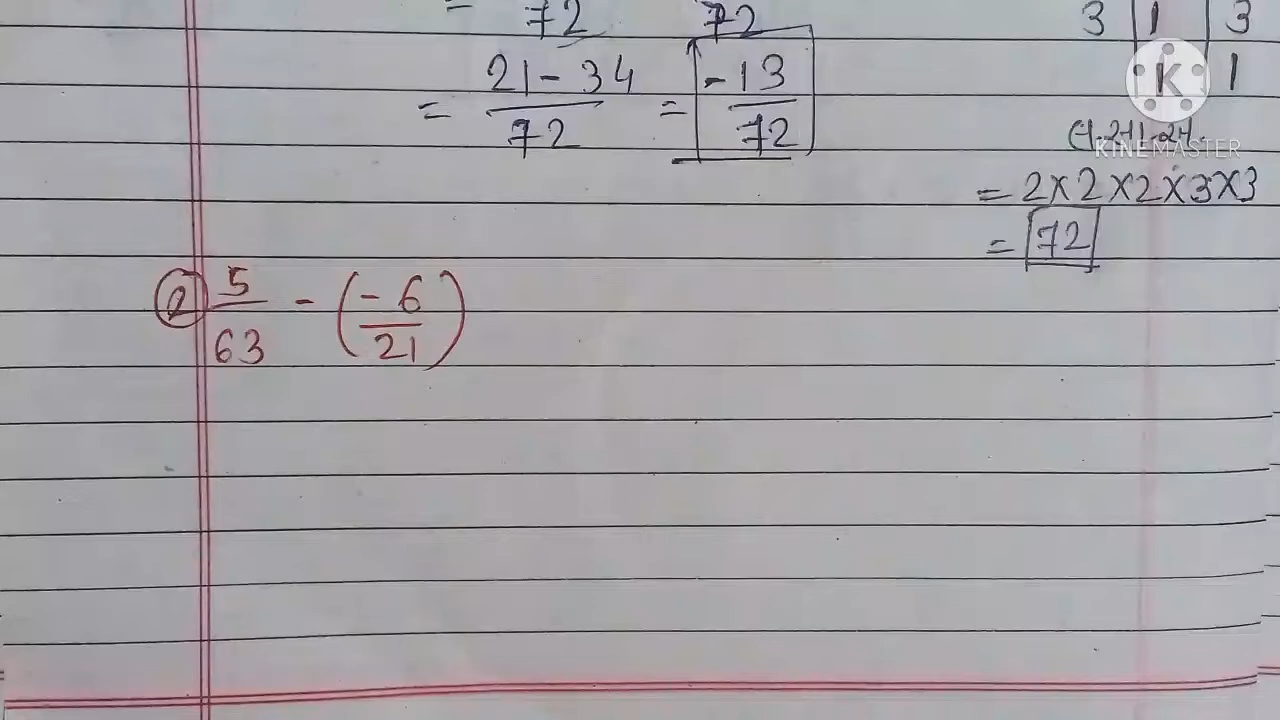 = 72 72
3 | 1 | 3
1
= 21 - 34 / 72 = -13 / 72
K
KINEMASTER
= 2 × 2 × 2 × 3 × 3
= 72
② 5/63 - (-6/21)